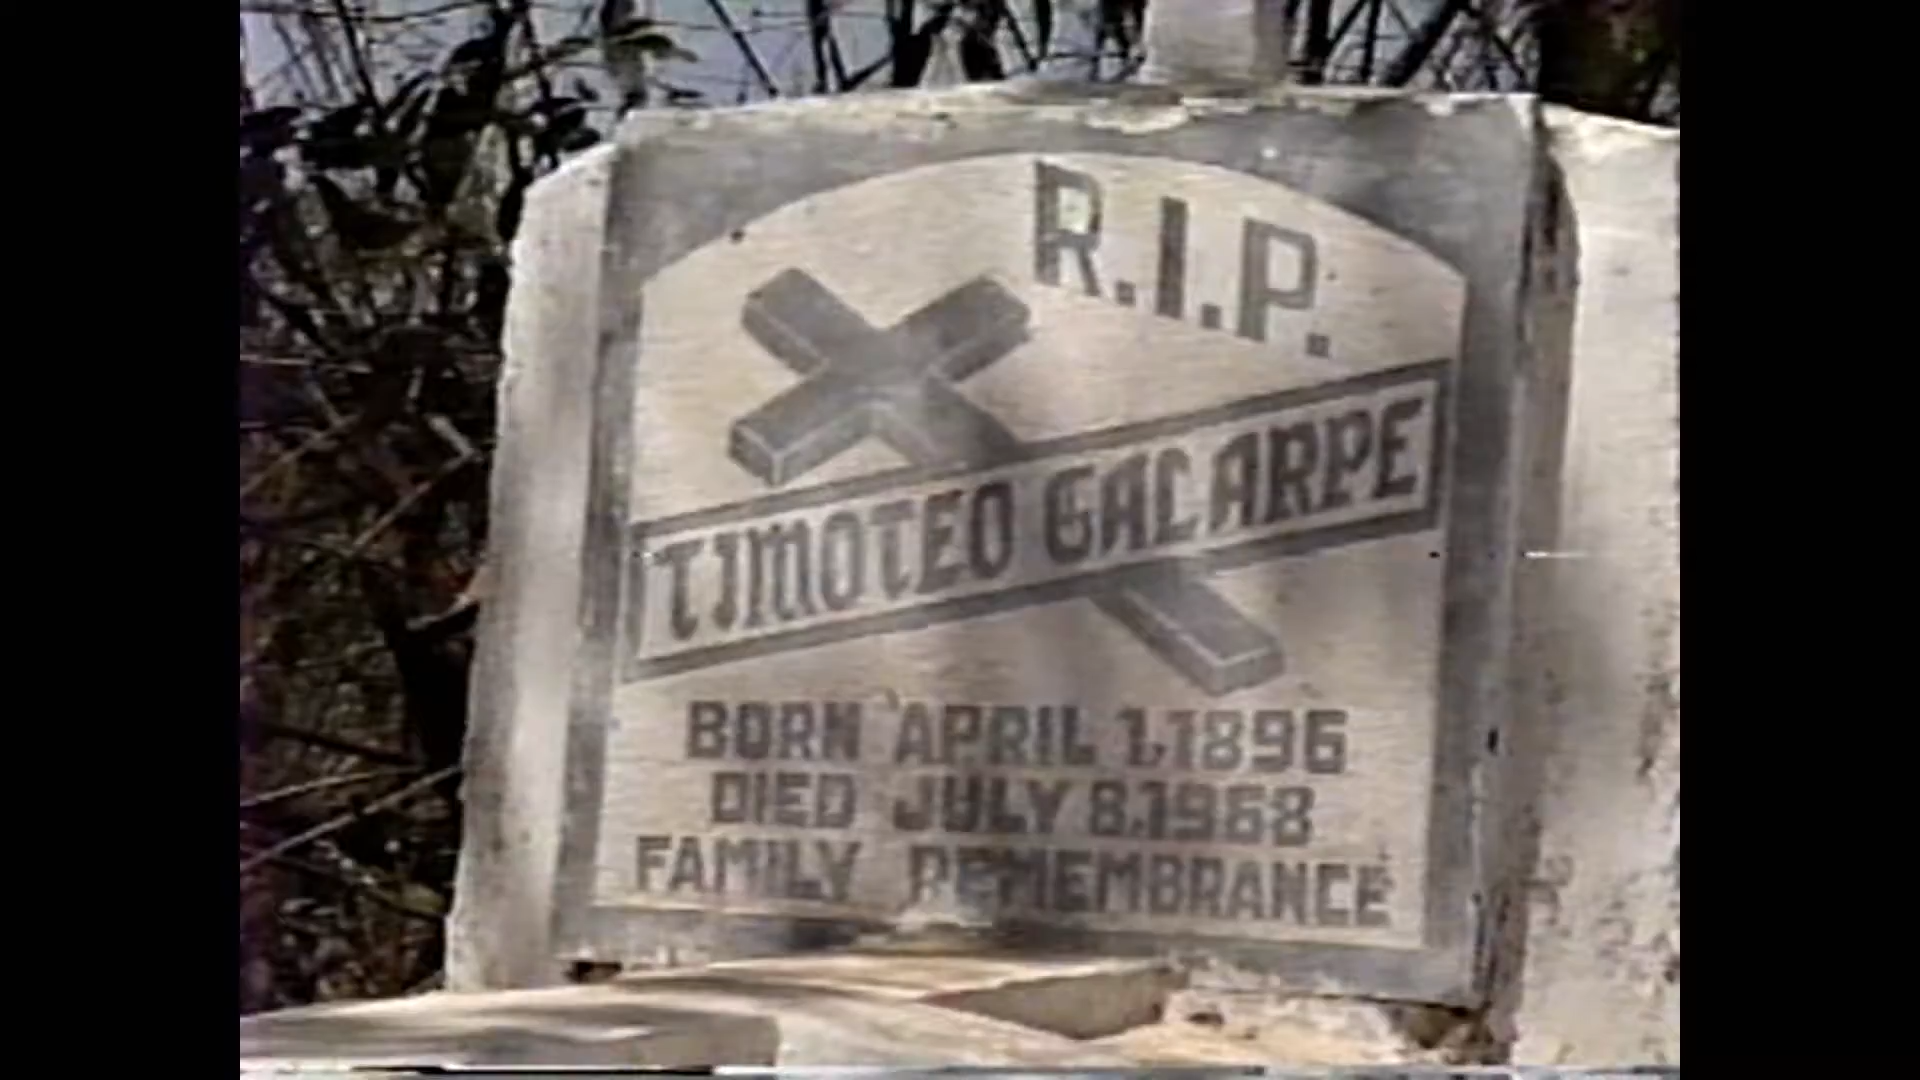 R.I.P.
TIMOTEO GALARPE
BORN APRIL 1,1896
DIED JULY 8,1968
FAMILY REMEMBRANCE